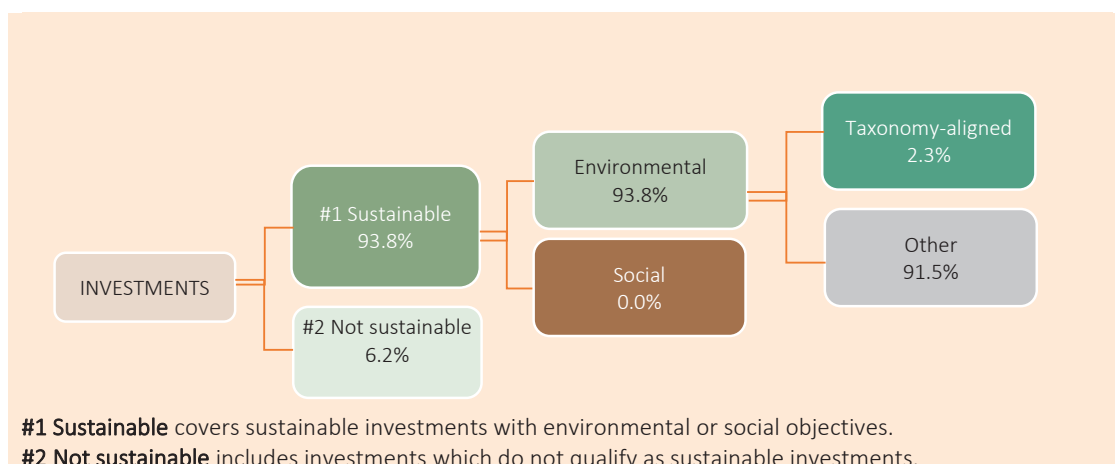 Taxonomy-aligned
2.3%
Environmental
93.8%
#1 Sustainable
93.8%
Other
91.5%
INVESTMENTS
Social
0.0%
#2 Not sustainable
6.2%
#1 Sustainable covers sustainable investments with environmental or social objectives.
#2 Not sustainable includes investments which do not qualify as sustainable investments.